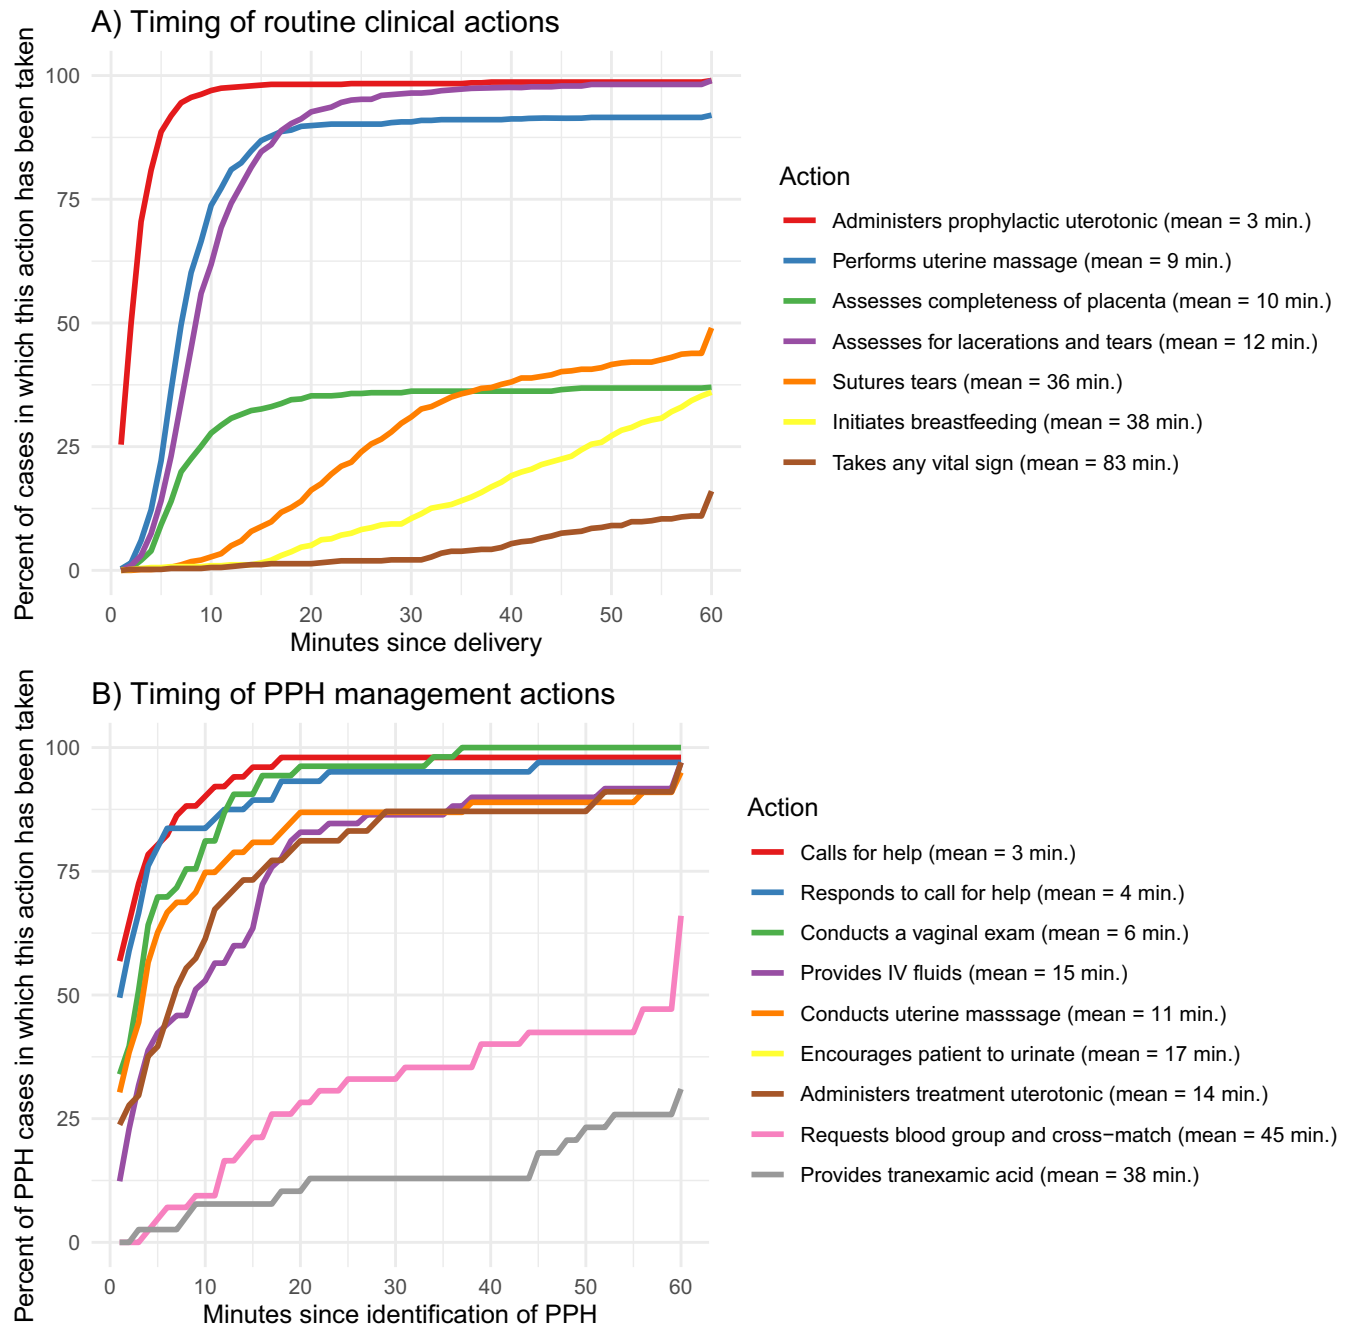 A) Timing of routine clinical actions
Percent of cases in which this action has been taken
100
75
50
25
0
0 10 20 30 40 50 60
Minutes since delivery
Action
Administers prophylactic uterotonic (mean = 3 min.)
Performs uterine massage (mean = 9 min.)
Assesses completeness of placenta (mean = 10 min.)
Assesses for lacerations and tears (mean = 12 min.)
Sutures tears (mean = 36 min.)
Initiates breastfeeding (mean = 38 min.)
Takes any vital sign (mean = 83 min.)
B) Timing of PPH management actions
Percent of PPH cases in which this action has been taken
100
75
50
25
0
0 10 20 30 40 50 60
Minutes since identification of PPH
Action
Calls for help (mean = 3 min.)
Responds to call for help (mean = 4 min.)
Conducts a vaginal exam (mean = 6 min.)
Provides IV fluids (mean = 15 min.)
Conducts uterine masssage (mean = 11 min.)
Encourages patient to urinate (mean = 17 min.)
Administers treatment uterotonic (mean = 14 min.)
Requests blood group and cross−match (mean = 45 min.)
Provides tranexamic acid (mean = 38 min.)